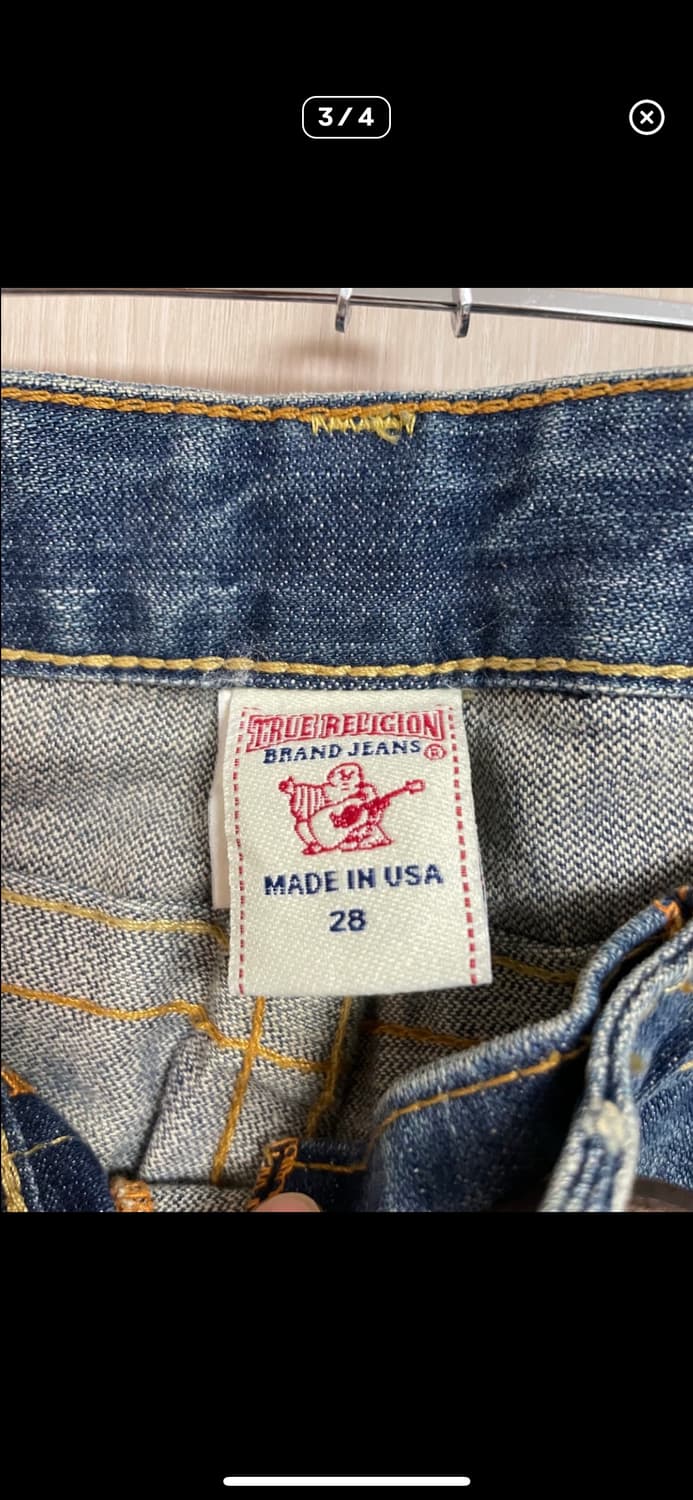 3/4
TRUE RELIGION
BRAND JEANS®
MADE IN USA
28